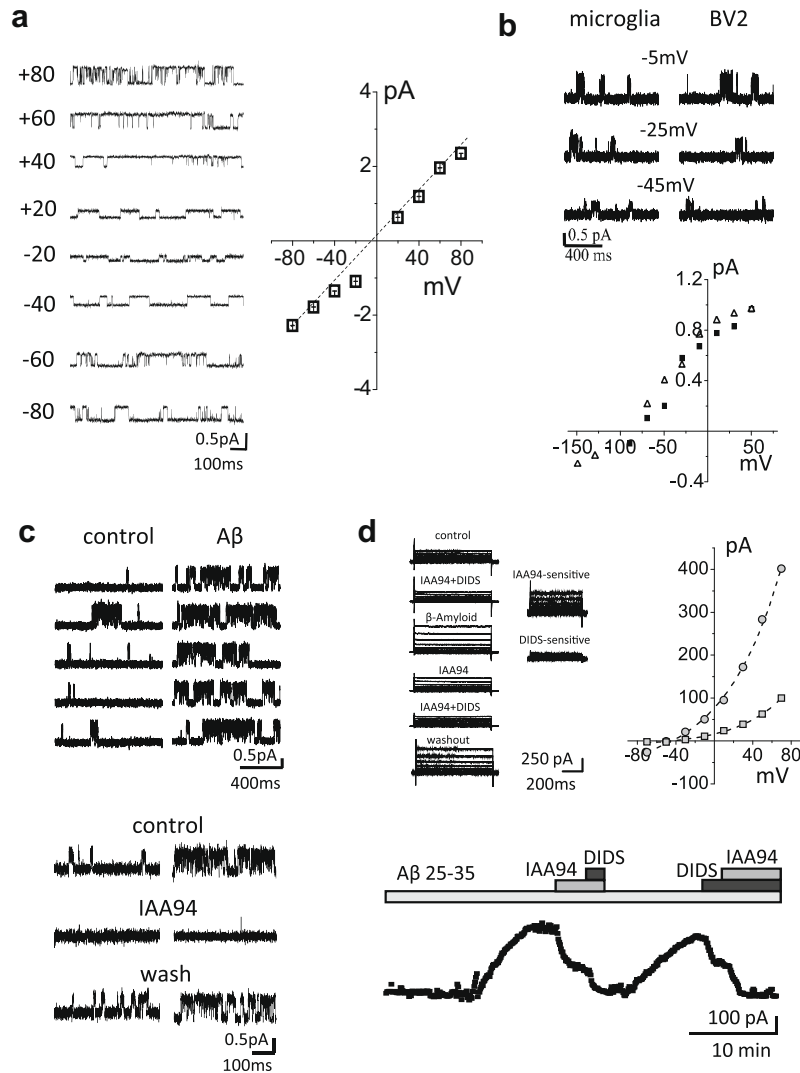 a
+80
+60
+40
+20
-20
-40
-60
-80
0.5pA
100ms
4
pA
2
-80 -40 40 80
mV
-2
-4
b
microglia BV2
-5mV
-25mV
-45mV
0.5 pA
400 ms
pA
1.2
0.8
0.4
-150 -100 -50 50
mV
-0.4
c
control Aβ
0.5pA
400ms
control
IAA94
wash
0.5pA
100ms
d
control
IAA94+DIDS
β-Amyloid
IAA94
IAA94+DIDS
washout
IAA94-sensitive
DIDS-sensitive
250 pA
200ms
pA
400
300
200
100
-80 -40 0 40 80
mV
-100
DIDS IAA94
Aβ 25-35 IAA94 DIDS
100 pA
10 min